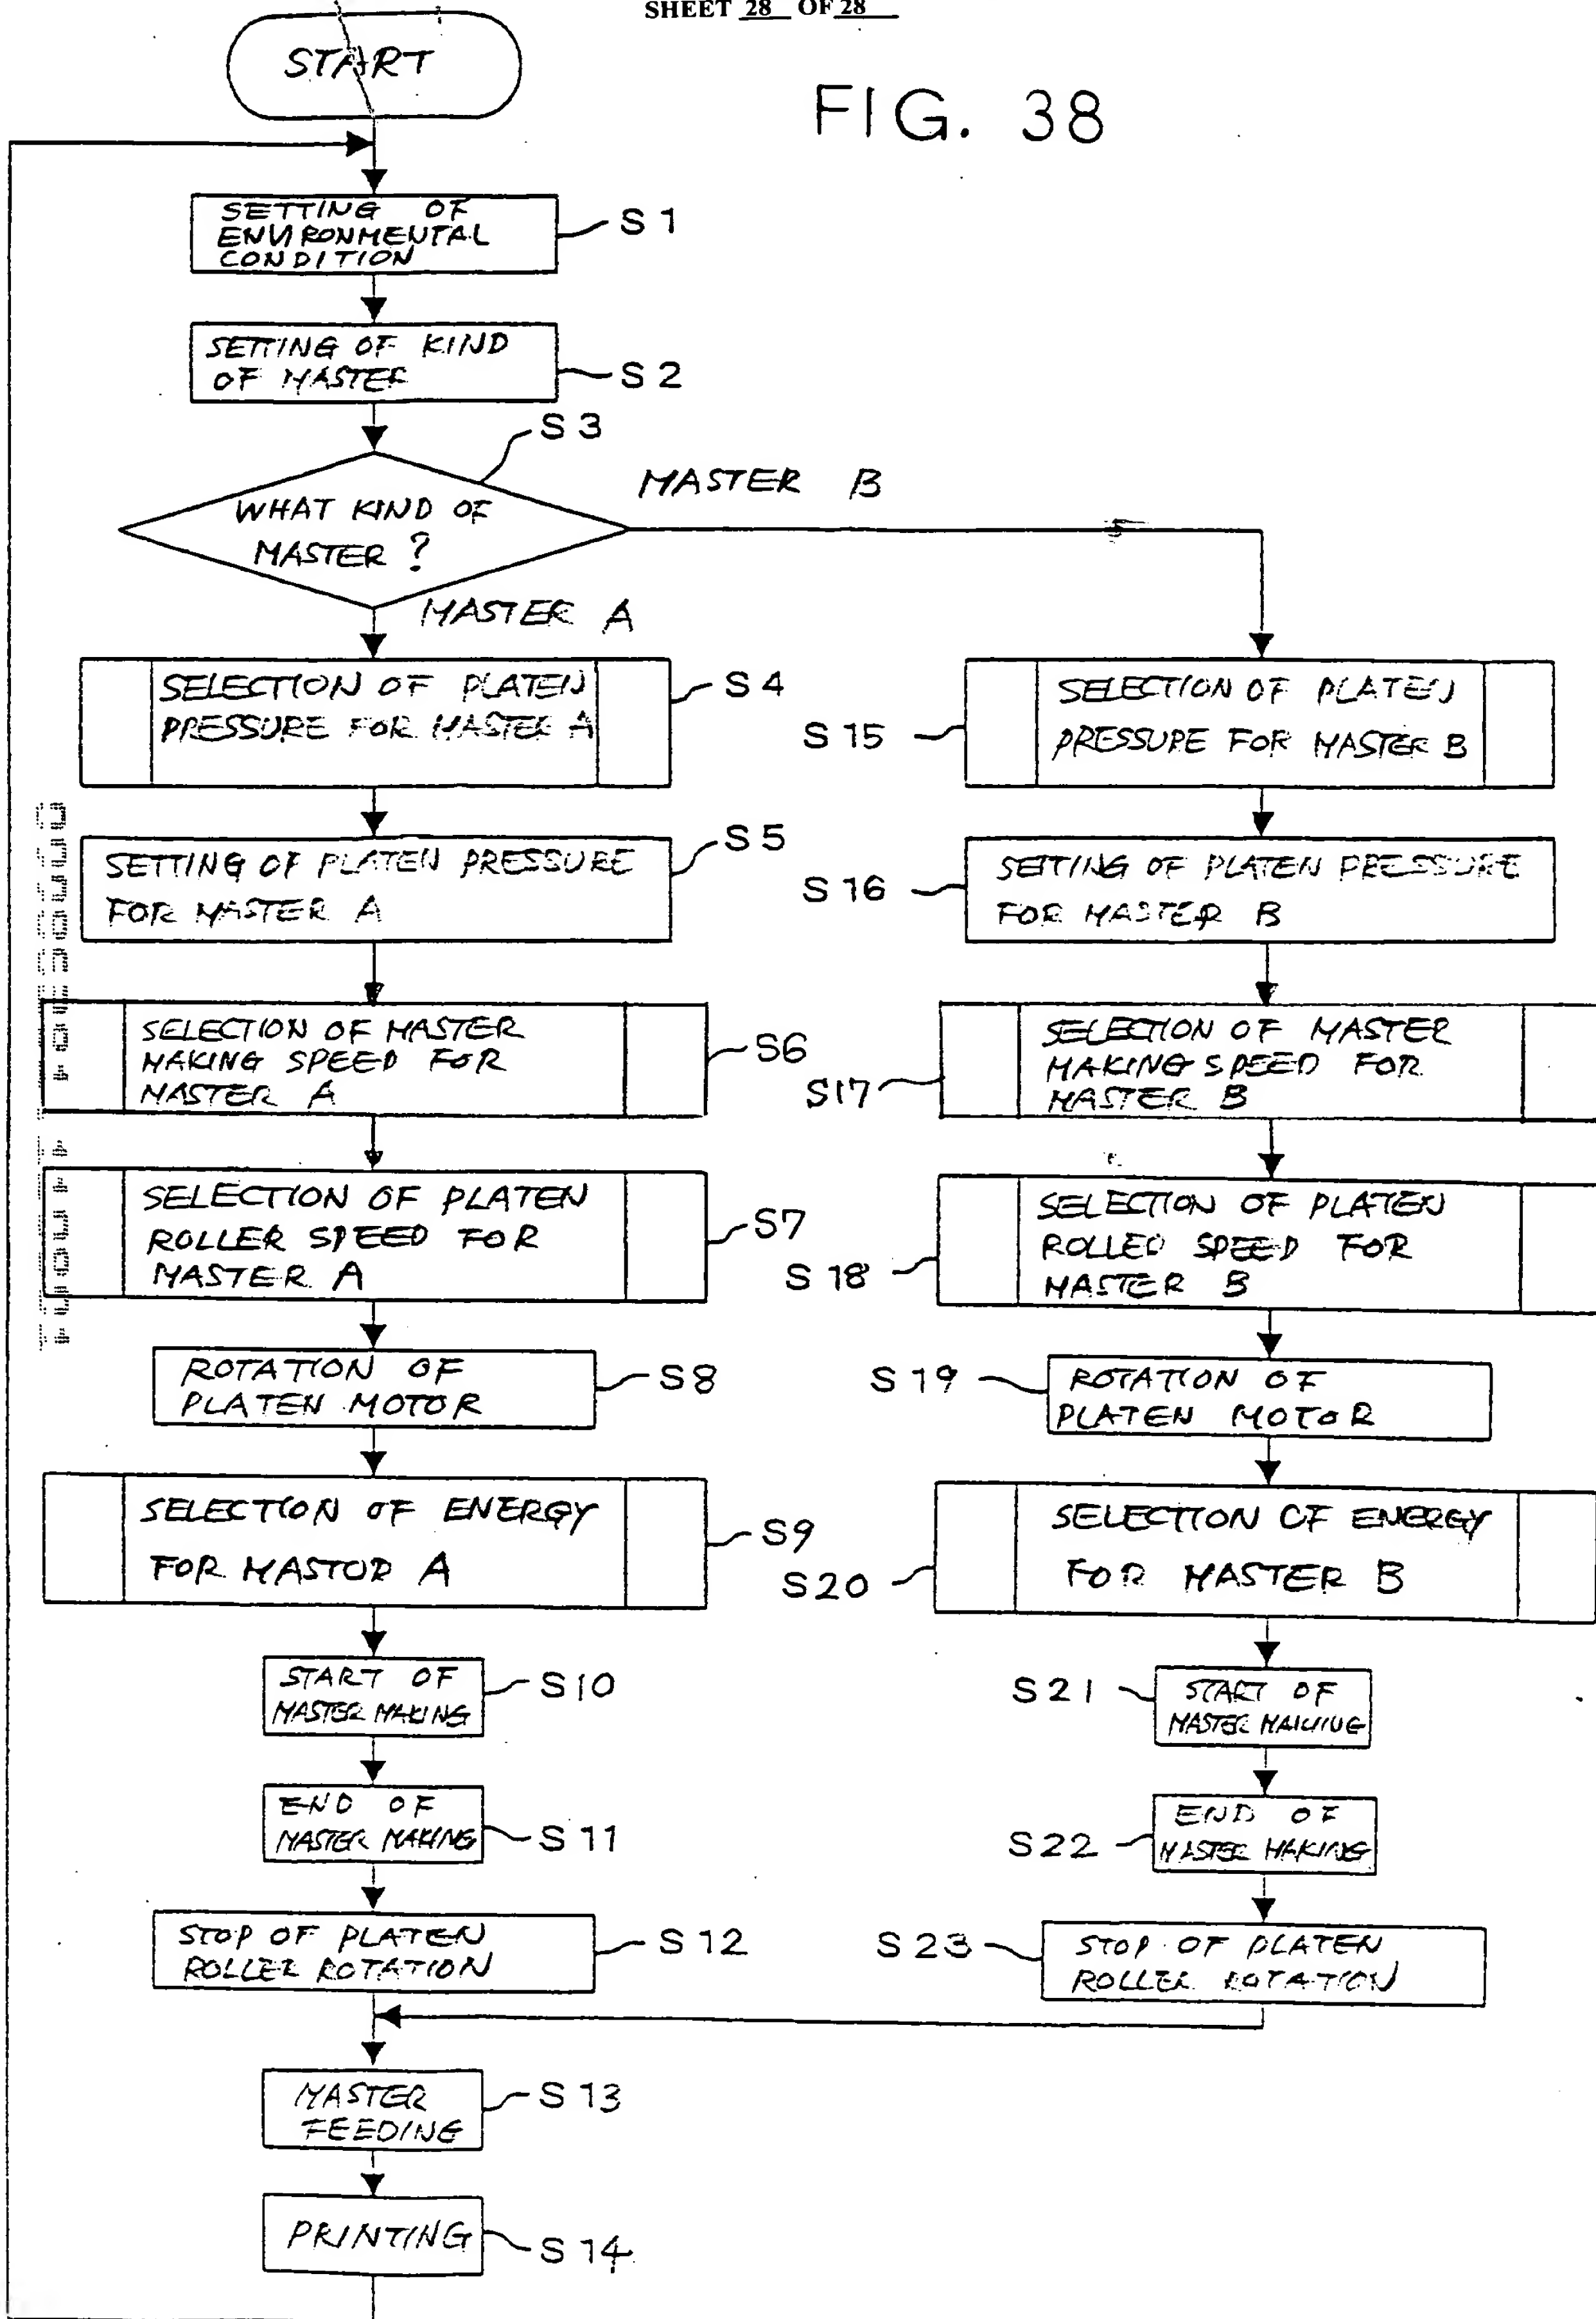 SHEET 28 OF 28
START
FIG. 38
SETTING OF
ENVIRONMENTAL
CONDITION
S1
SETTING OF KIND
OF MASTER
S2
S3
WHAT KIND OF
MASTER ?
MASTER B
MASTER A
SELECTION OF PLATEN
PRESSURE FOR MASTER A
S4
SETTING OF PLATEN PRESSURE
FOR MASTER A
S5
SELECTION OF MASTER
MAKING SPEED FOR
MASTER A
S6
SELECTION OF PLATEN
ROLLER SPEED FOR
MASTER A
S7
ROTATION OF
PLATEN MOTOR
S8
SELECTION OF ENERGY
FOR MASTOR A
S9
START OF
MASTER MAKING
S10
END OF
MASTER MAKING
S11
STOP OF PLATEN
ROLLER ROTATION
S12
MASTER
FEEDING
S13
PRINTING
S14
S15
SELECTION OF PLATEN
PRESSURE FOR MASTER B
S16
SETTING OF PLATEN PRESSURE
FOR MASTER B
S17
SELECTION OF MASTER
MAKING SPEED FOR
MASTER B
S18
SELECTION OF PLATEN
ROLLER SPEED FOR
MASTER B
S19
ROTATION OF
PLATEN MOTOR
S20
SELECTION OF ENERGY
FOR MASTER B
S21
START OF
MASTER MAKING
S22
END OF
MASTER MAKING
S23
STOP OF PLATEN
ROLLER ROTATION